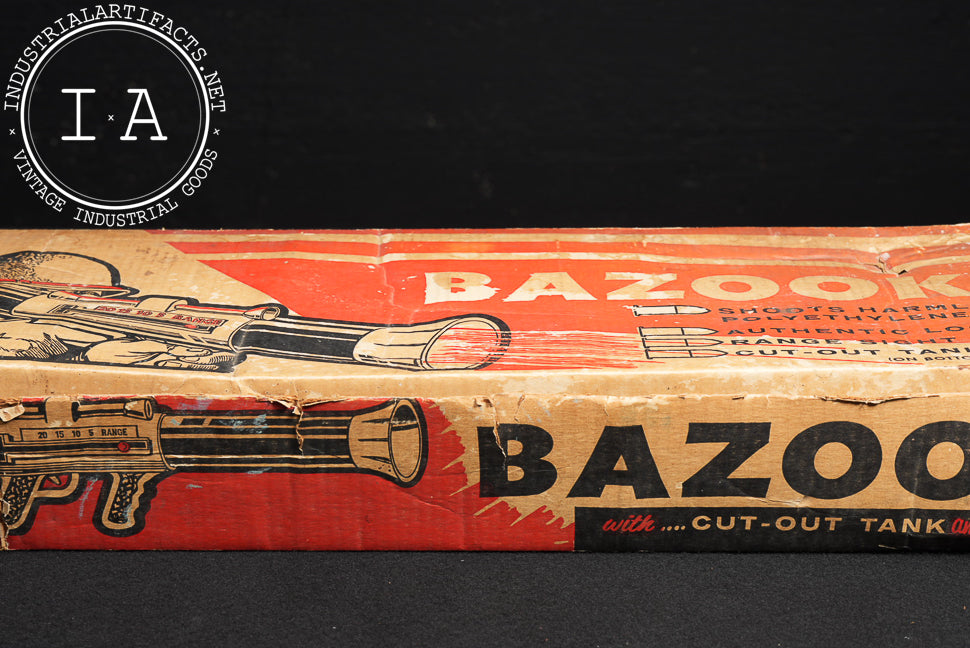 INDUSTRIALARTIFACTS.NET
I A
VINTAGE INDUSTRIAL GOODS
BAZOOK
SHOOTS HARML
POLYETHYLENE
AUTHENTIC LO
RANGE SIGHT
CUT-OUT TANK
20 15 10 5 RANGE
20 15 10 5 RANGE
BAZOO
with .... CUT-OUT TANK an